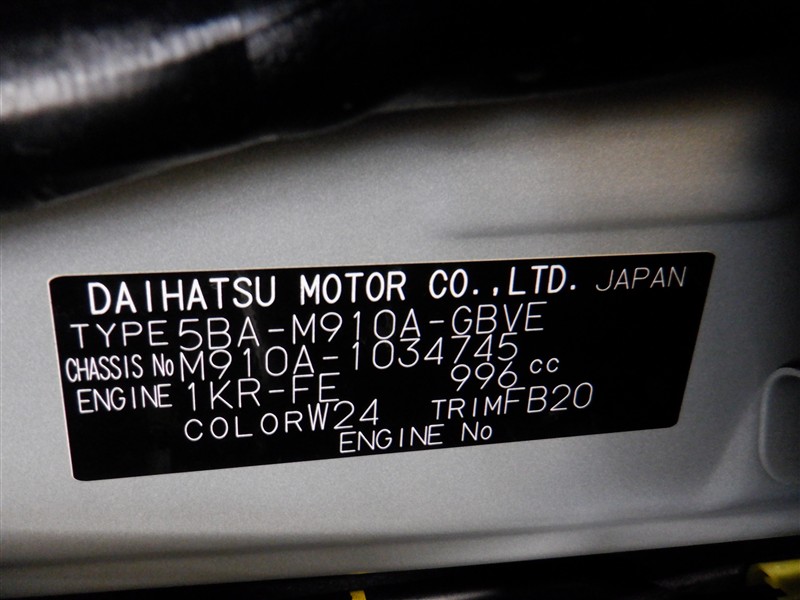 DAIHATSU MOTOR CO.,LTD. JAPAN
TYPE 5BA-M910A-GBVE
CHASSIS No M910A-1034745
ENGINE 1KR-FE 996 cc
COLOR W24 TRIM FB20
ENGINE No